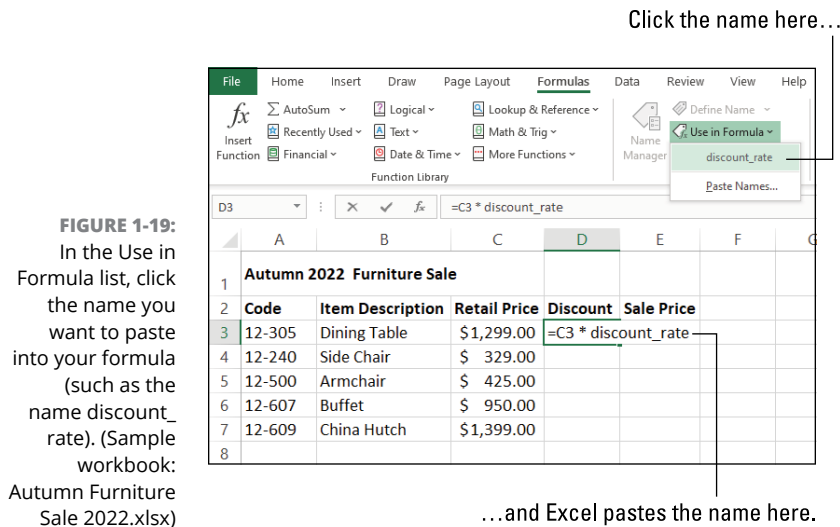 Click the name here…
File Home Insert Draw Page Layout Formulas Data Review View Help
fx Insert Function
∑ AutoSum
Recently Used
Financial
? Logical
A Text
Date & Time
Lookup & Reference
θ Math & Trig
More Functions
Function Library
Name Manager
Define Name
Use in Formula
discount_rate
Paste Names...
D3 fx =C3 * discount_rate
A B C D E F G
1 Autumn 2022 Furniture Sale
2 Code Item Description Retail Price Discount Sale Price
3 12-305 Dining Table $1,299.00 =C3 * discount_rate
4 12-240 Side Chair $ 329.00
5 12-500 Armchair $ 425.00
6 12-607 Buffet $ 950.00
7 12-609 China Hutch $1,399.00
8
…and Excel pastes the name here.
FIGURE 1-19:
In the Use in
Formula list, click
the name you
want to paste
into your formula
(such as the
name discount_
rate). (Sample
workbook:
Autumn Furniture
Sale 2022.xlsx)